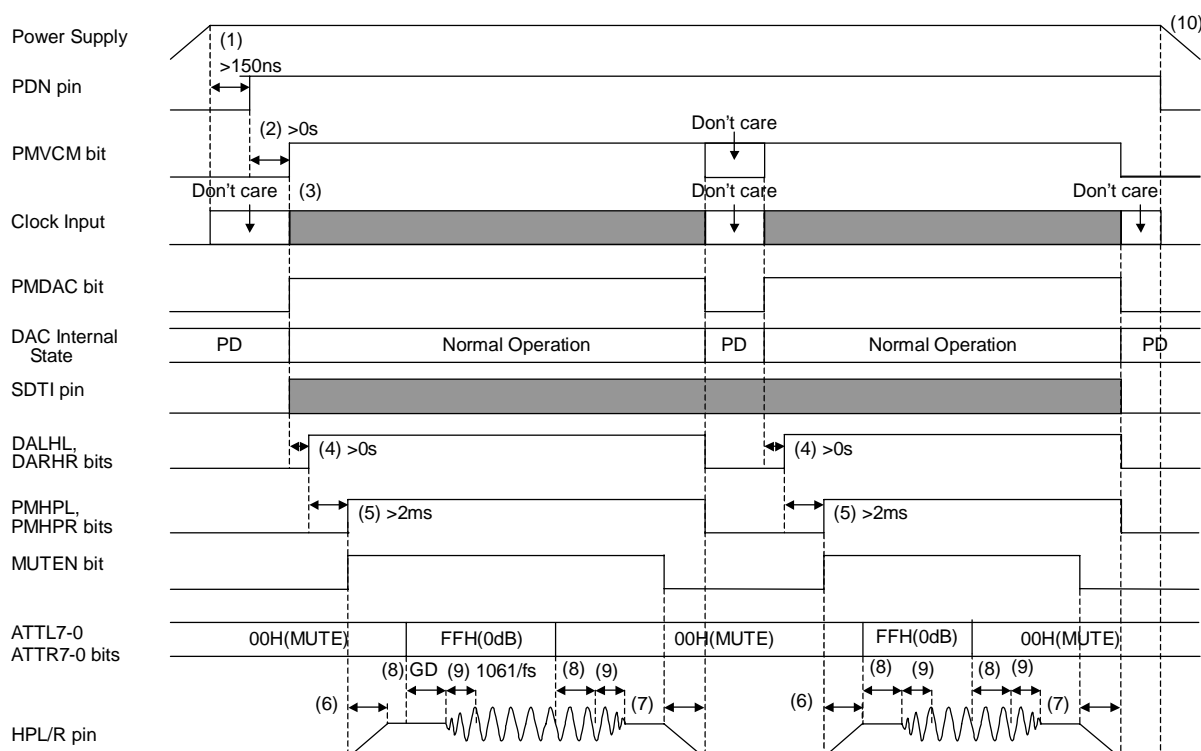 Power Supply (1) (10)
>150ns
PDN pin
(2) >0s Don't care
PMVCM bit
Don't care (3) Don't care Don't care
Clock Input
PMDAC bit
DAC Internal
State
PD Normal Operation PD Normal Operation PD
SDTI pin
DALHL,
DARHR bits
(4) >0s (4) >0s
PMHPL,
PMHPR bits
(5) >2ms (5) >2ms
MUTEN bit
ATTL7-0
ATTR7-0 bits
00H(MUTE) FFH(0dB) 00H(MUTE) FFH(0dB) 00H(MUTE)
(8) GD (9) 1061/fs (8) (9) (8) (9) (8) (9)
(6) (7) (6) (7)
HPL/R pin